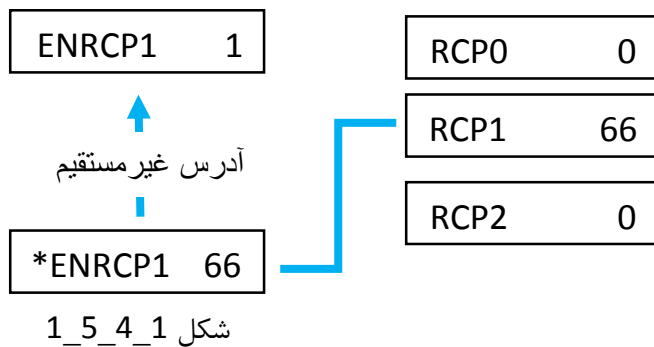 ENRCP1 1
RCP0 0
RCP1 66
آدرس غیرمستقیم
RCP2 0
*ENRCP1 66
شکل 1_4_5_1